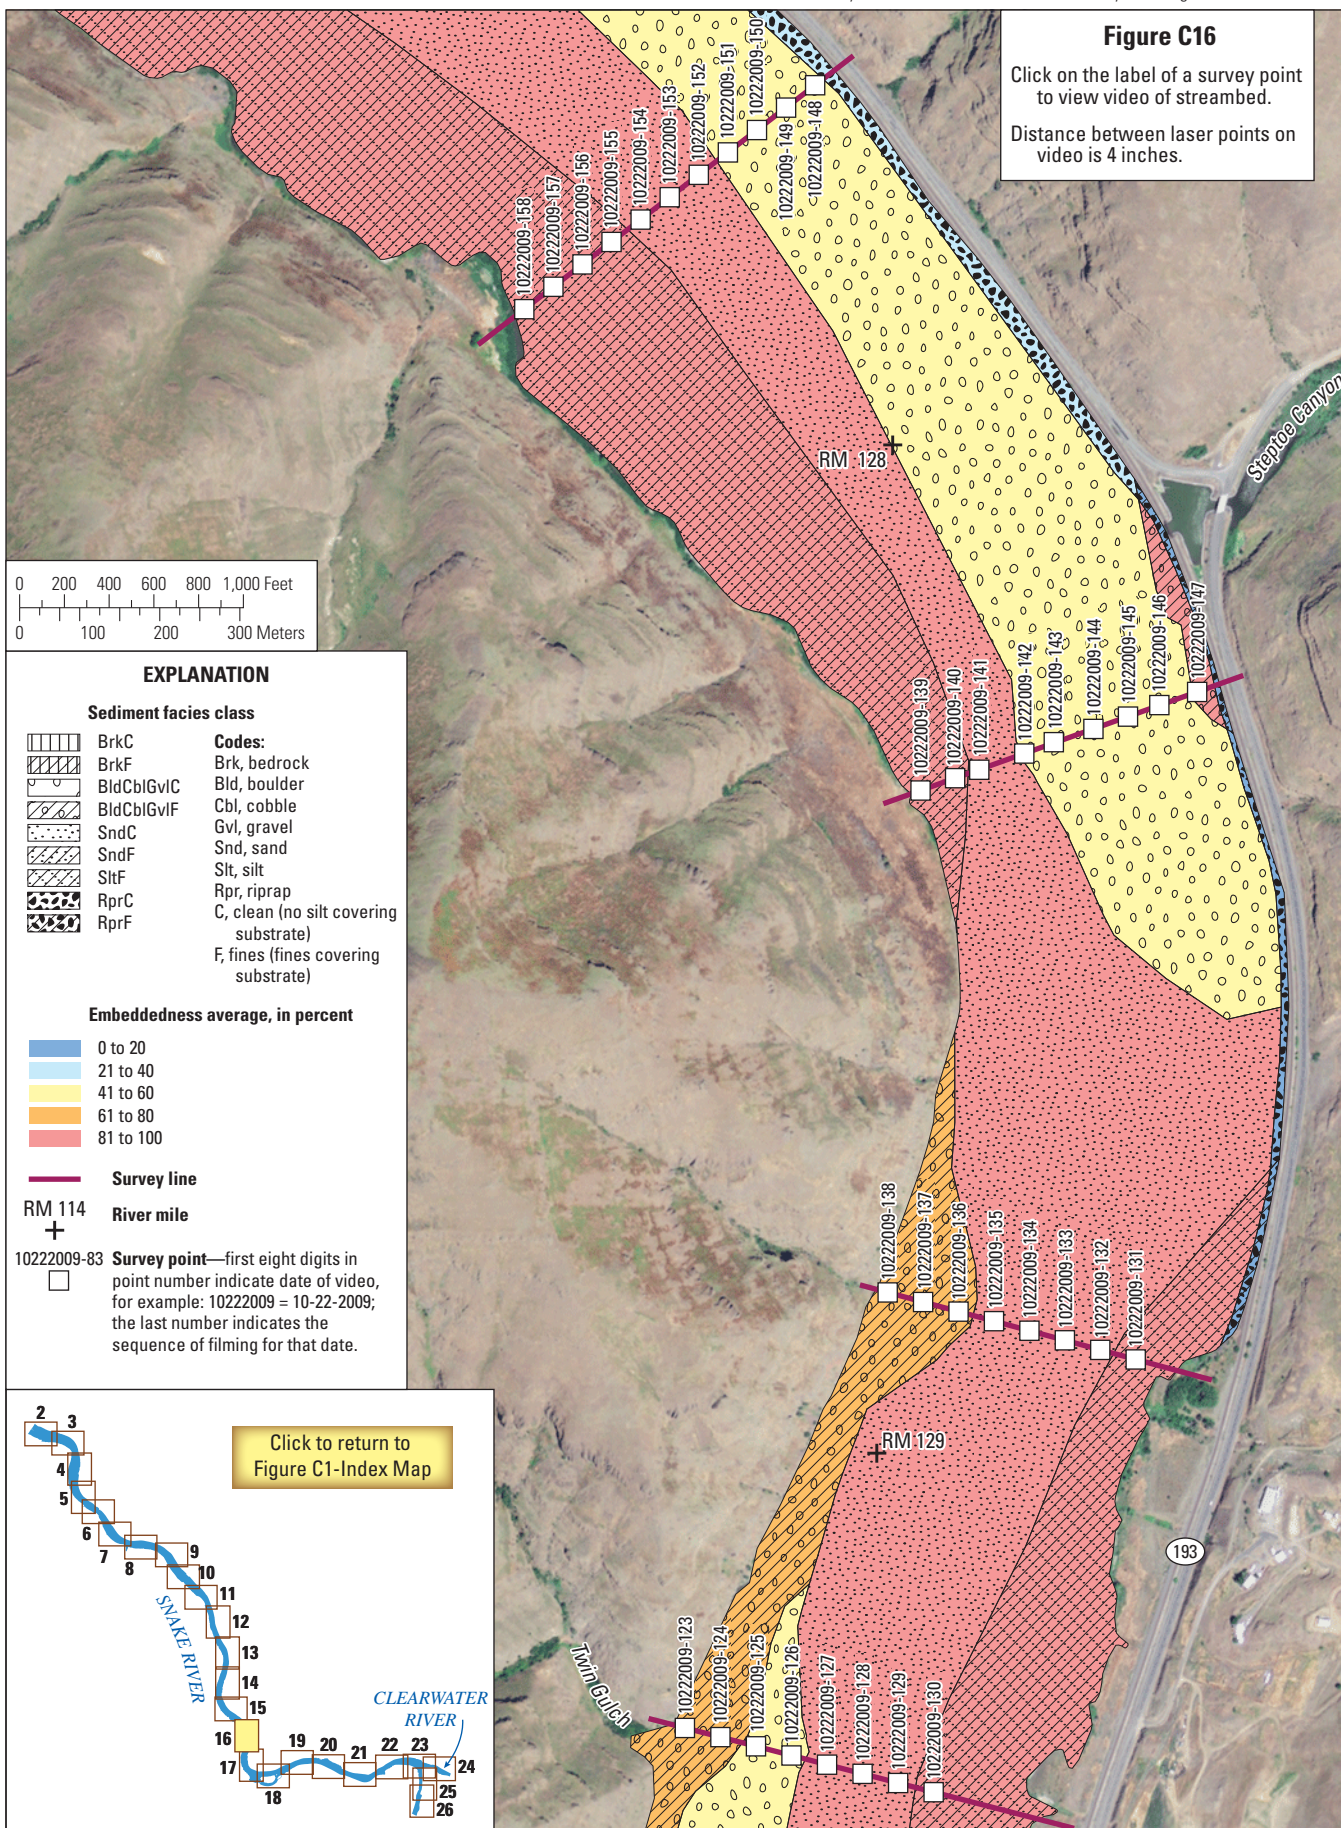 Figure C16
Click on the label of a survey point
to view video of streambed.
Distance between laser points on
video is 4 inches.
10222009-158
10222009-157
10222009-156
10222009-155
10222009-154
10222009-153
10222009-152
10222009-151
10222009-150
10222009-149
10222009-148
Steptoe Canyon
RM 128
10222009-139
10222009-140
10222009-141
10222009-142
10222009-143
10222009-144
10222009-145
10222009-146
10222009-147
0 200 400 600 800 1,000 Feet
0 100 200 300 Meters
EXPLANATION
Sediment facies class
BrkC
BrkF
BldCblGvlC
BldCblGvlF
SndC
SndF
SltF
RprC
RprF
Codes:
Brk, bedrock
Bld, boulder
Cbl, cobble
Gvl, gravel
Snd, sand
Slt, silt
Rpr, riprap
C, clean (no silt covering
substrate)
F, fines (fines covering
substrate)
Embeddedness average, in percent
0 to 20
21 to 40
41 to 60
61 to 80
81 to 100
Survey line
RM 114
River mile
10222009-83
Survey point—first eight digits in
point number indicate date of video,
for example: 10222009 = 10-22-2009;
the last number indicates the
sequence of filming for that date.
10222009-138
10222009-137
10222009-136
10222009-135
10222009-134
10222009-133
10222009-132
10222009-131
RM 129
193
Twin Gulch
10222009-123
10222009-124
10222009-125
10222009-126
10222009-127
10222009-128
10222009-129
10222009-130
Click to return to
Figure C1-Index Map
2
3
4
5
6
7
8
9
10
11
12
13
14
15
16
17
18
19
20
21
22
23
24
25
26
SNAKE RIVER
CLEARWATER
RIVER